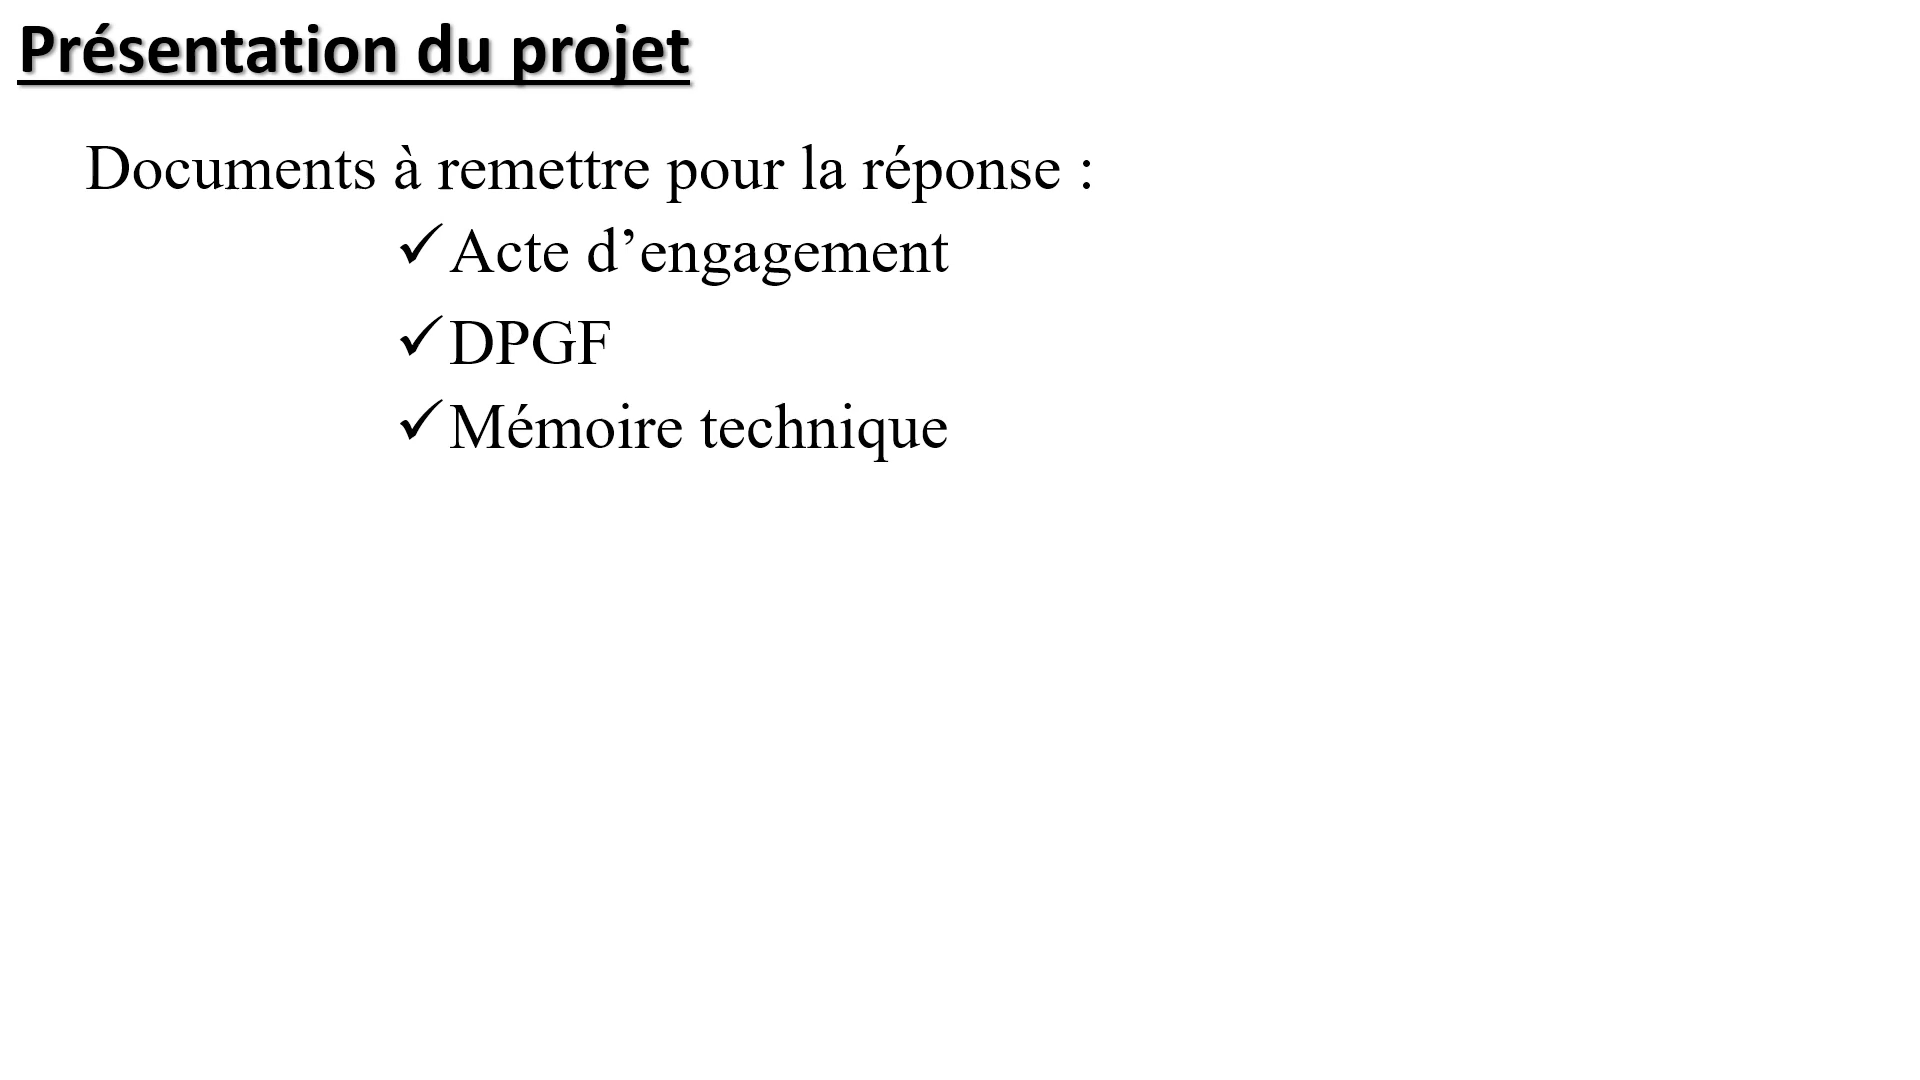 Présentation du projet
Documents à remettre pour la réponse :
✓Acte d’engagement
✓DPGF
✓Mémoire technique